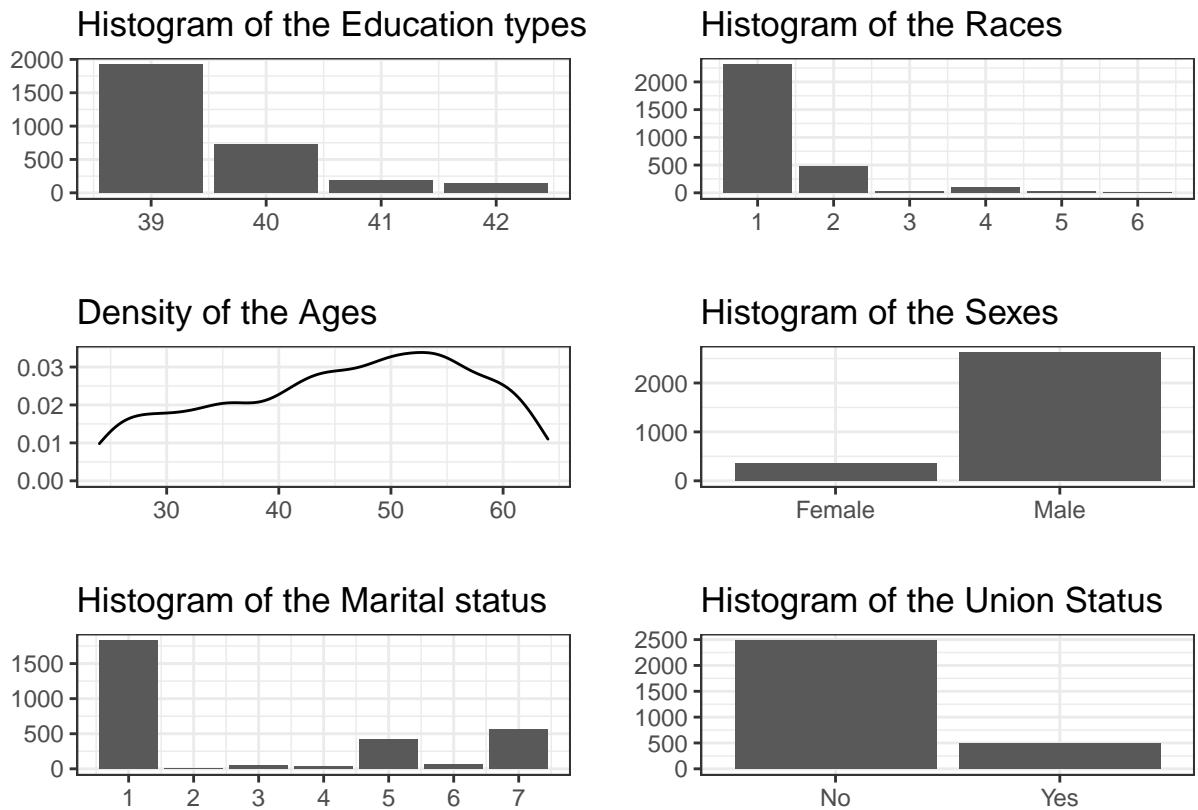 Histogram of the Education types
2000
1500
1000
500
0
39 40 41 42
Histogram of the Races
2000
1500
1000
500
0
1 2 3 4 5 6
Density of the Ages
0.03
0.02
0.01
0.00
30 40 50 60
Histogram of the Sexes
2000
1000
0
Female Male
Histogram of the Marital status
1500
1000
500
0
1 2 3 4 5 6 7
Histogram of the Union Status
2500
2000
1500
1000
500
0
No Yes